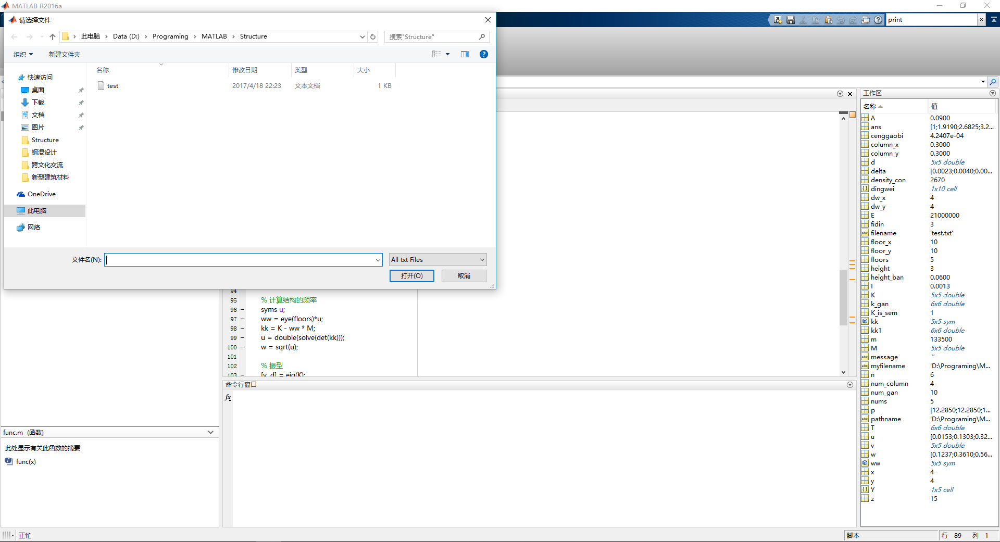 MATLAB R2016a
请选择文件
此电脑 › Data (D:) › Programing › MATLAB › Structure
搜索"Structure"
print
组织
新建文件夹
名称 修改日期 类型 大小
test 2017/4/18 22:23 文本文档 1 KB
快速访问
桌面
下载
文档
图片
Structure
钢混设计
跨文化交流
新型建筑材料
OneDrive
此电脑
网络
文件名(N):
All txt Files
打开(O)
取消
94
95 % 计算结构的频率
96 – syms u;
97 – ww = eye(floors)*u;
98 – kk = K - ww * M;
99 – u = double(solve(det(kk)));
100 – w = sqrt(u);
101
102 % 振型
103 – [v, d] = eig(K);
命令行窗口
fx
func.m (函数)
此处显示有关此函数的摘要
func(x)
工作区
名称 值
A 0.0900
ans [1;1.9190;2.6825;3.2...
cenggaobi 4.2407e-04
column_x 0.3000
column_y 0.3000
d 5x5 double
delta [0.0023;0.0040;0.00...
density_con 2670
dingwei 1x10 cell
dw_x 4
dw_y 4
E 21000000
fidin 3
filename 'test.txt'
floor_x 10
floor_y 10
floors 5
height 3
height_ban 0.0600
I 0.0013
K 5x5 double
k_gan 6x6 double
K_is_sem 1
kk 5x5 sym
kk1 6x6 double
m 133500
M 5x5 double
message ''
myfilename 'D:\Programing\M...
n 6
num_column 4
num_gan 10
nums 5
p [12.2850;12.2850;1...
pathname 'D:\Programing\M...
T 6x6 double
u [0.0153;0.1303;0.32...
v 5x5 double
w [0.1237;0.3610;0.56...
ww 5x5 sym
x 4
y 4
Y 1x5 cell
z 15
正忙
脚本
行 89 列 1